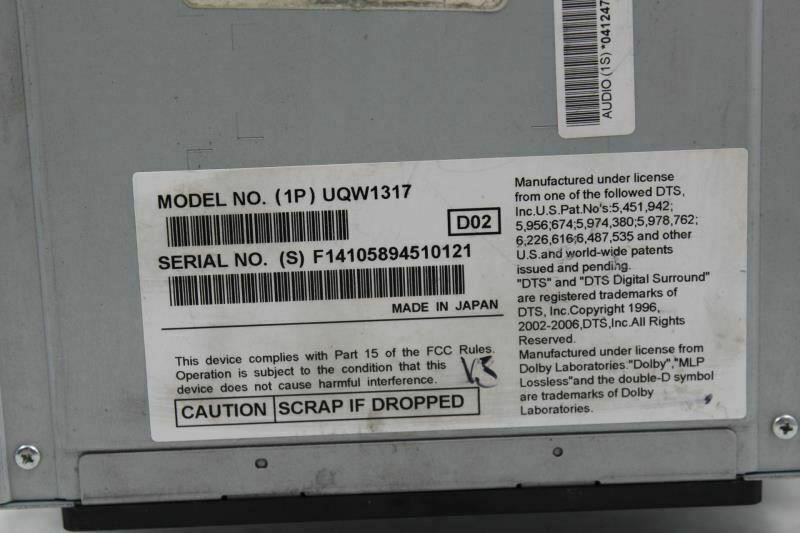 AUDIO (1S) *041247
MODEL NO. (1P) UQW1317
D02
SERIAL NO. (S) F14105894510121
MADE IN JAPAN
This device complies with Part 15 of the FCC Rules.
Operation is subject to the condition that this
device does not cause harmful interference.
V3
CAUTION SCRAP IF DROPPED
Manufactured under license
from one of the followed DTS,
Inc.U.S.Pat.No's:5,451,942;
5,956;674;5,974,380;5,978,762;
6,226,616;6,487,535 and other
U.S.and world-wide patents
issued and pending.
"DTS" and "DTS Digital Surround"
are registered trademarks of
DTS, Inc.Copyright 1996,
2002-2006,DTS,Inc.All Rights
Reserved.
Manufactured under license from
Dolby Laboratories."Dolby","MLP
Lossless"and the double-D symbol
are trademarks of Dolby
Laboratories.